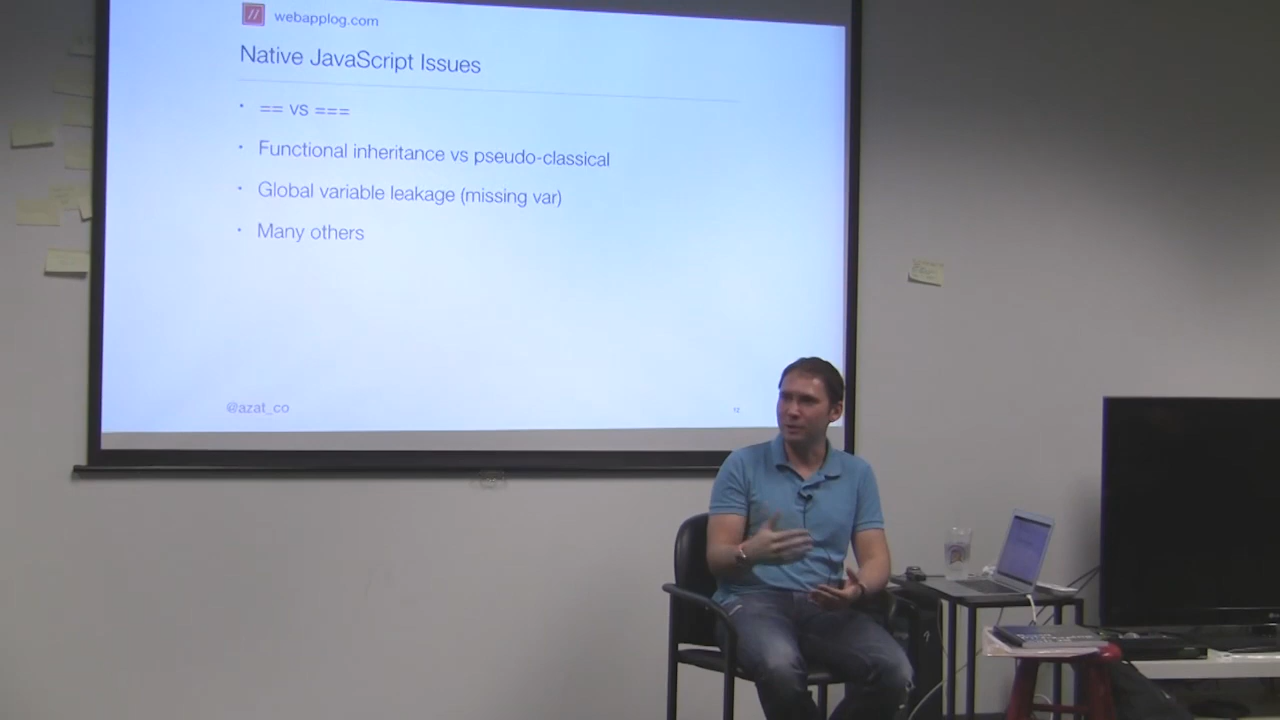 webapplog.com
Native JavaScript Issues
• == vs ===
• Functional inheritance vs pseudo-classical
• Global variable leakage (missing var)
• Many others
@azat_co
12